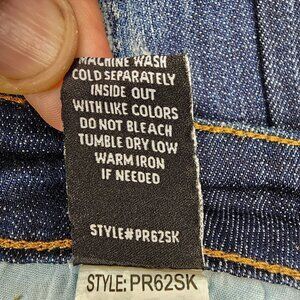 MACHINE WASH
COLD SEPARATELY
INSIDE OUT
WITH LIKE COLORS
DO NOT BLEACH
TUMBLE DRY LOW
WARM IRON
IF NEEDED
STYLE#PR62SK
STYLE: PR62SK